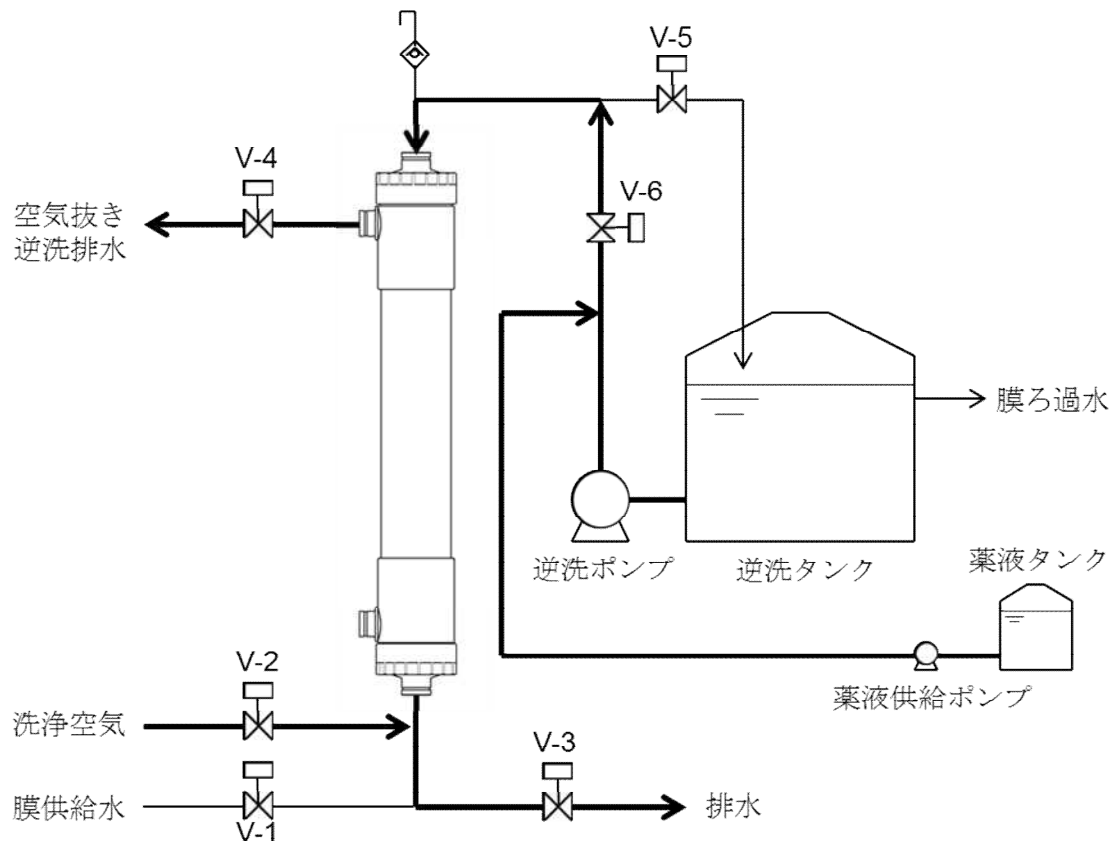 V-5
V-4
V-6
空気抜き
逆洗排水
膜ろ過水
逆洗ポンプ
逆洗タンク
薬液タンク
V-2
薬液供給ポンプ
洗浄空気
V-3
膜供給水
排水
V-1